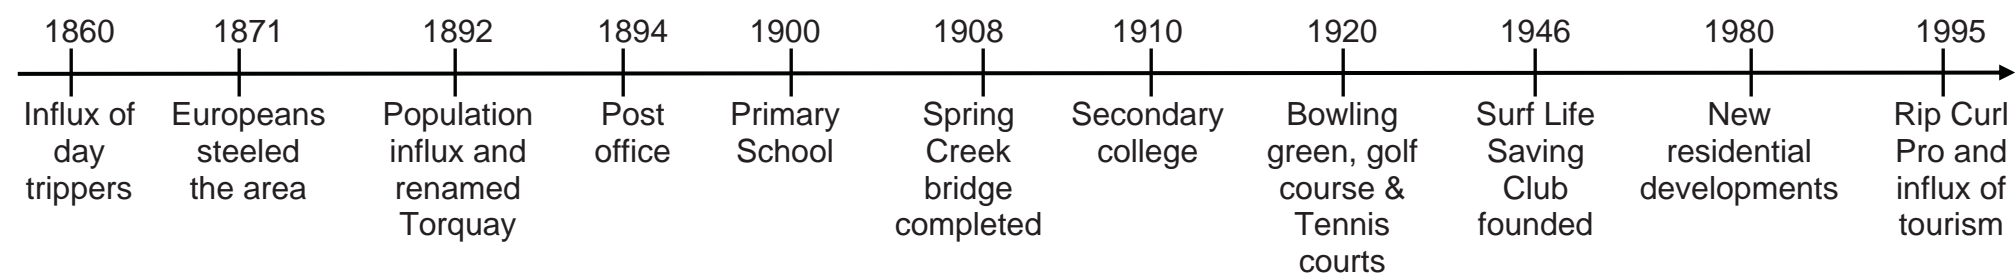 1860
1871
1892
1894
1900
1908
1910
1920
1946
1980
1995
Influx of
day
trippers
Europeans
steeled
the area
Population
influx and
renamed
Torquay
Post
office
Primary
School
Spring
Creek
bridge
completed
Secondary
college
Bowling
green, golf
course &
Tennis
courts
Surf Life
Saving
Club
founded
New
residential
developments
Rip Curl
Pro and
influx of
tourism